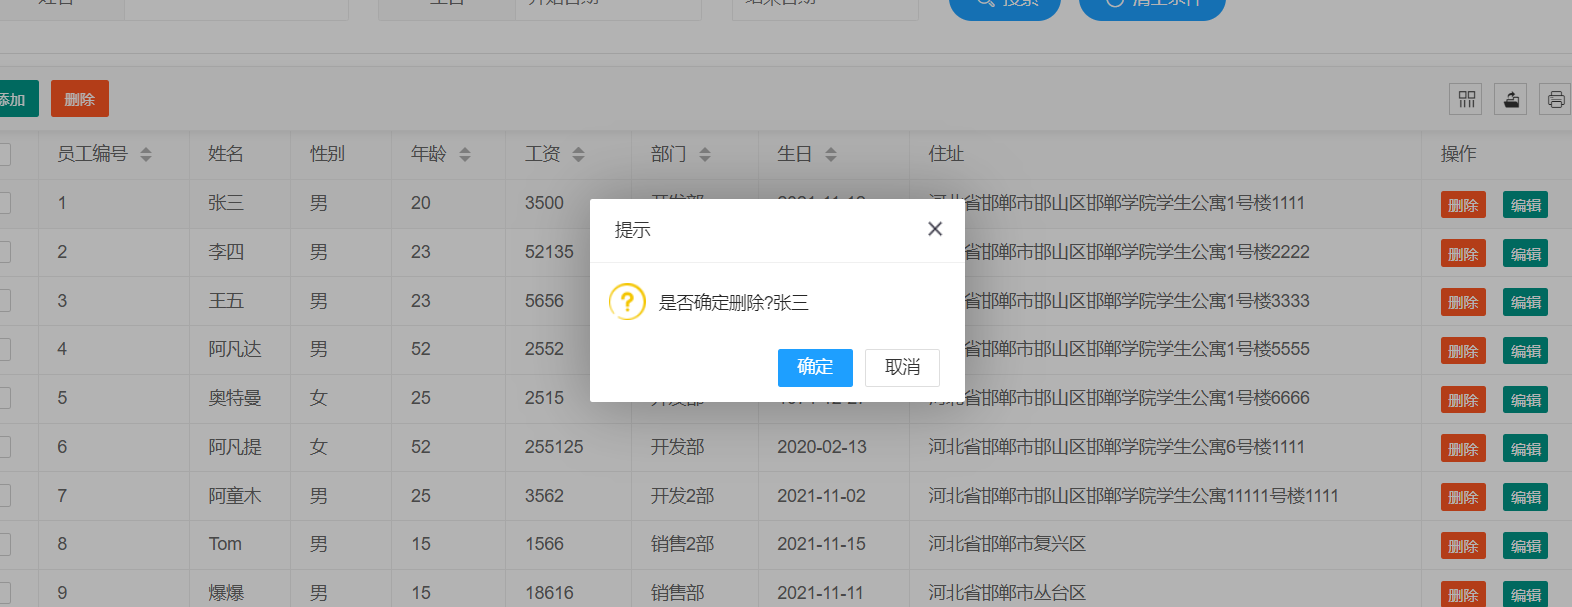 搜索 清空条件
添加 删除
员工编号 姓名 性别 年龄 工资 部门 生日 住址 操作
1 张三 男 20 3500 河北省邯郸市邯山区邯郸学院学生公寓1号楼1111 删除 编辑
提示
2 李四 男 23 52135 省邯郸市邯山区邯郸学院学生公寓1号楼2222 删除 编辑
3 王五 男 23 5656 省邯郸市邯山区邯郸学院学生公寓1号楼3333 删除 编辑
是否确定删除?张三
4 阿凡达 男 52 2552 省邯郸市邯山区邯郸学院学生公寓1号楼5555 删除 编辑
确定 取消
5 奥特曼 女 25 2515 河北省邯郸市邯山区邯郸学院学生公寓1号楼6666 删除 编辑
6 阿凡提 女 52 255125 开发部 2020-02-13 河北省邯郸市邯山区邯郸学院学生公寓6号楼1111 删除 编辑
7 阿童木 男 25 3562 开发2部 2021-11-02 河北省邯郸市邯山区邯郸学院学生公寓11111号楼1111 删除 编辑
8 Tom 男 15 1566 销售2部 2021-11-15 河北省邯郸市复兴区 删除 编辑
9 爆爆 男 15 18616 销售部 2021-11-11 河北省邯郸市丛台区 删除 编辑